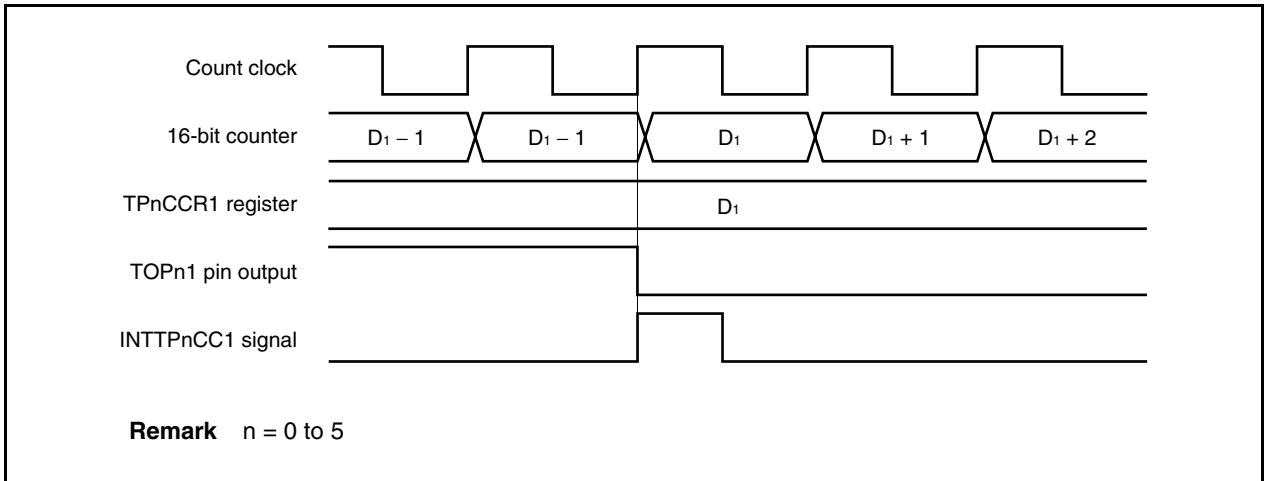 Count clock
16-bit counter D₁ − 1 D₁ − 1 D₁ D₁ + 1 D₁ + 2
TPnCCR1 register D₁
TOPn1 pin output
INTTPnCC1 signal
Remark n = 0 to 5